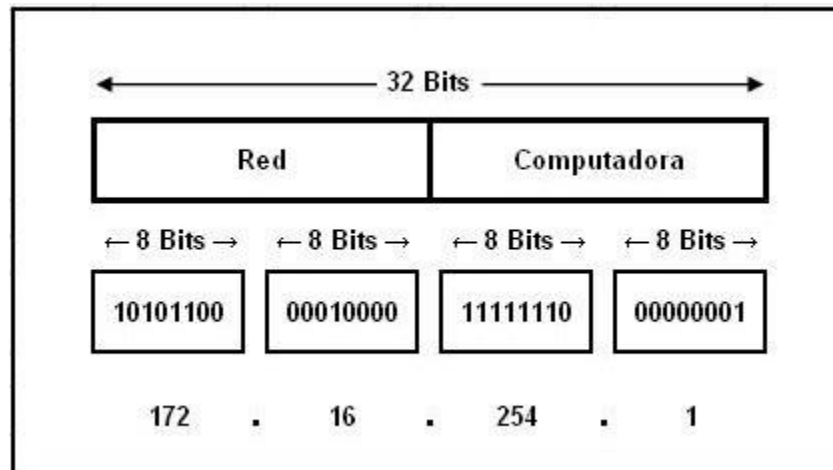 32 Bits
Red Computadora
← 8 Bits → ← 8 Bits → ← 8 Bits → ← 8 Bits →
10101100 00010000 11111110 00000001
172 . 16 . 254 . 1